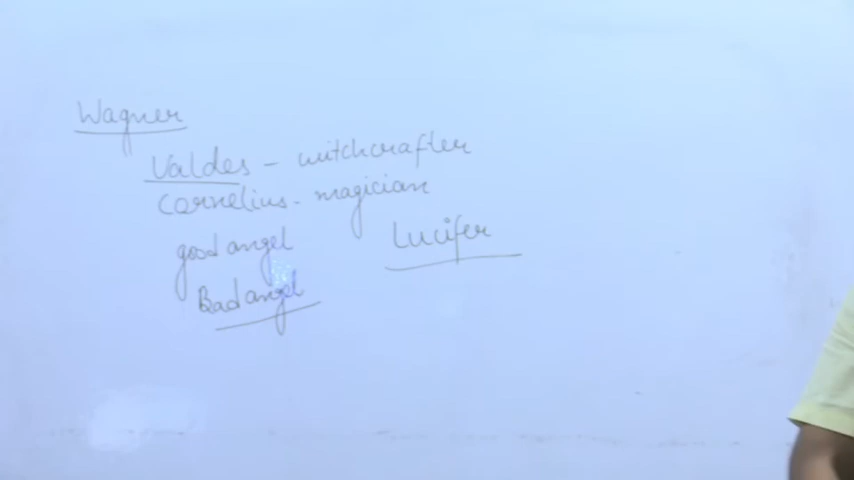 Wagner
Valdes - witchcrafter
Cornelius - magician
good angel
Lucifer
Bad angel